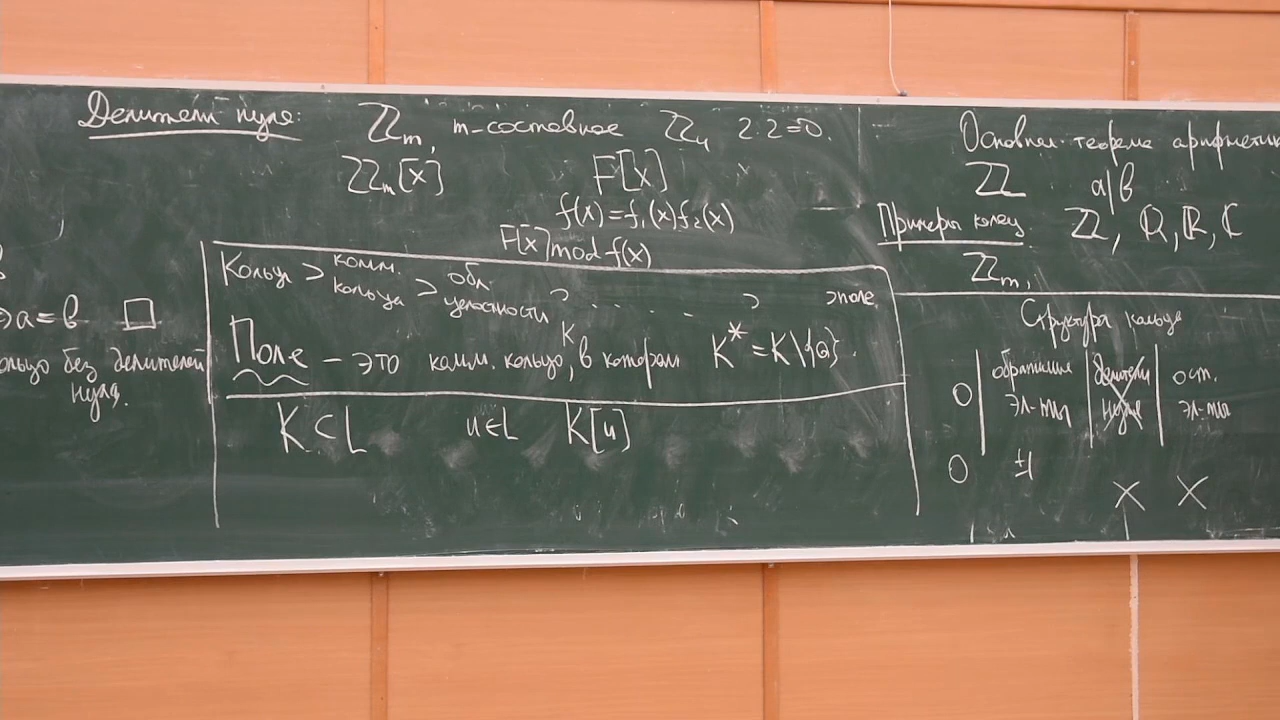 Делители нуля: ℤm, m-составное ℤ4 2·2=0.
ℤm[x] F[x]
f(x)=f₁(x)f₂(x)
F[x] mod f(x)
a=b □
кольцо без делителей
нуля.
Кольца > комм. кольца > обл. целостности > . . . . > поле
Поле – это комм. кольцо K, в котором K*=K\{0}.
K⊂L u∈L K[u]
Основная теорема арифметик
ℤ a|b
Примеры колец ℤ, ℚ, ℝ, ℂ
ℤm,
Структура кольца
0 | обратимые эл-ты | делители нуля | ост. эл-ты
0 ±1 × ×